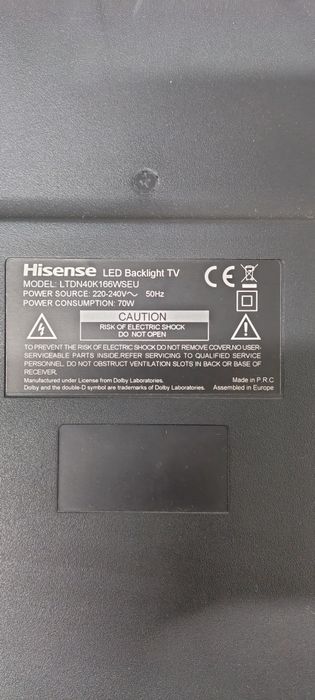 Hisense LED Backlight TV
MODEL: LTDN40K166WSEU
POWER SOURCE: 220-240V~ 50Hz
POWER CONSUMPTION: 70W
CAUTION
RISK OF ELECTRIC SHOCK
DO NOT OPEN
TO PREVENT THE RISK OF ELECTRIC SHOCK DO NOT REMOVE COVER.NO USER-
SERVICEABLE PARTS INSIDE.REFER SERVICING TO QUALIFIED SERVICE
PERSONNEL. DO NOT OBSTRUCT VENTILATION SLOTS IN BACK OR BASE OF
RECEIVER.
Manufactured under License from Dolby Laboratories.
Dolby and the double-D symbol are trademarks of Dolby Laboratories.
Made in P.R.C
Assembled in Europe